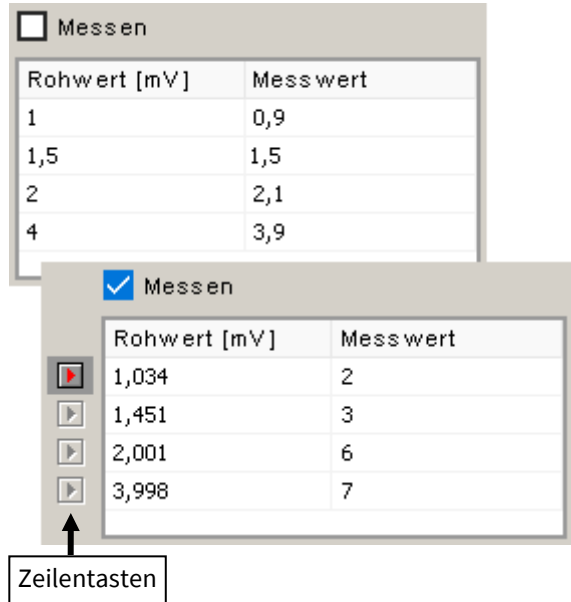 Messen
Rohwert [mV] Messwert
1 0,9
1,5 1,5
2 2,1
4 3,9
Messen
Rohwert [mV] Messwert
1,034 2
1,451 3
2,001 6
3,998 7
Zeilentasten